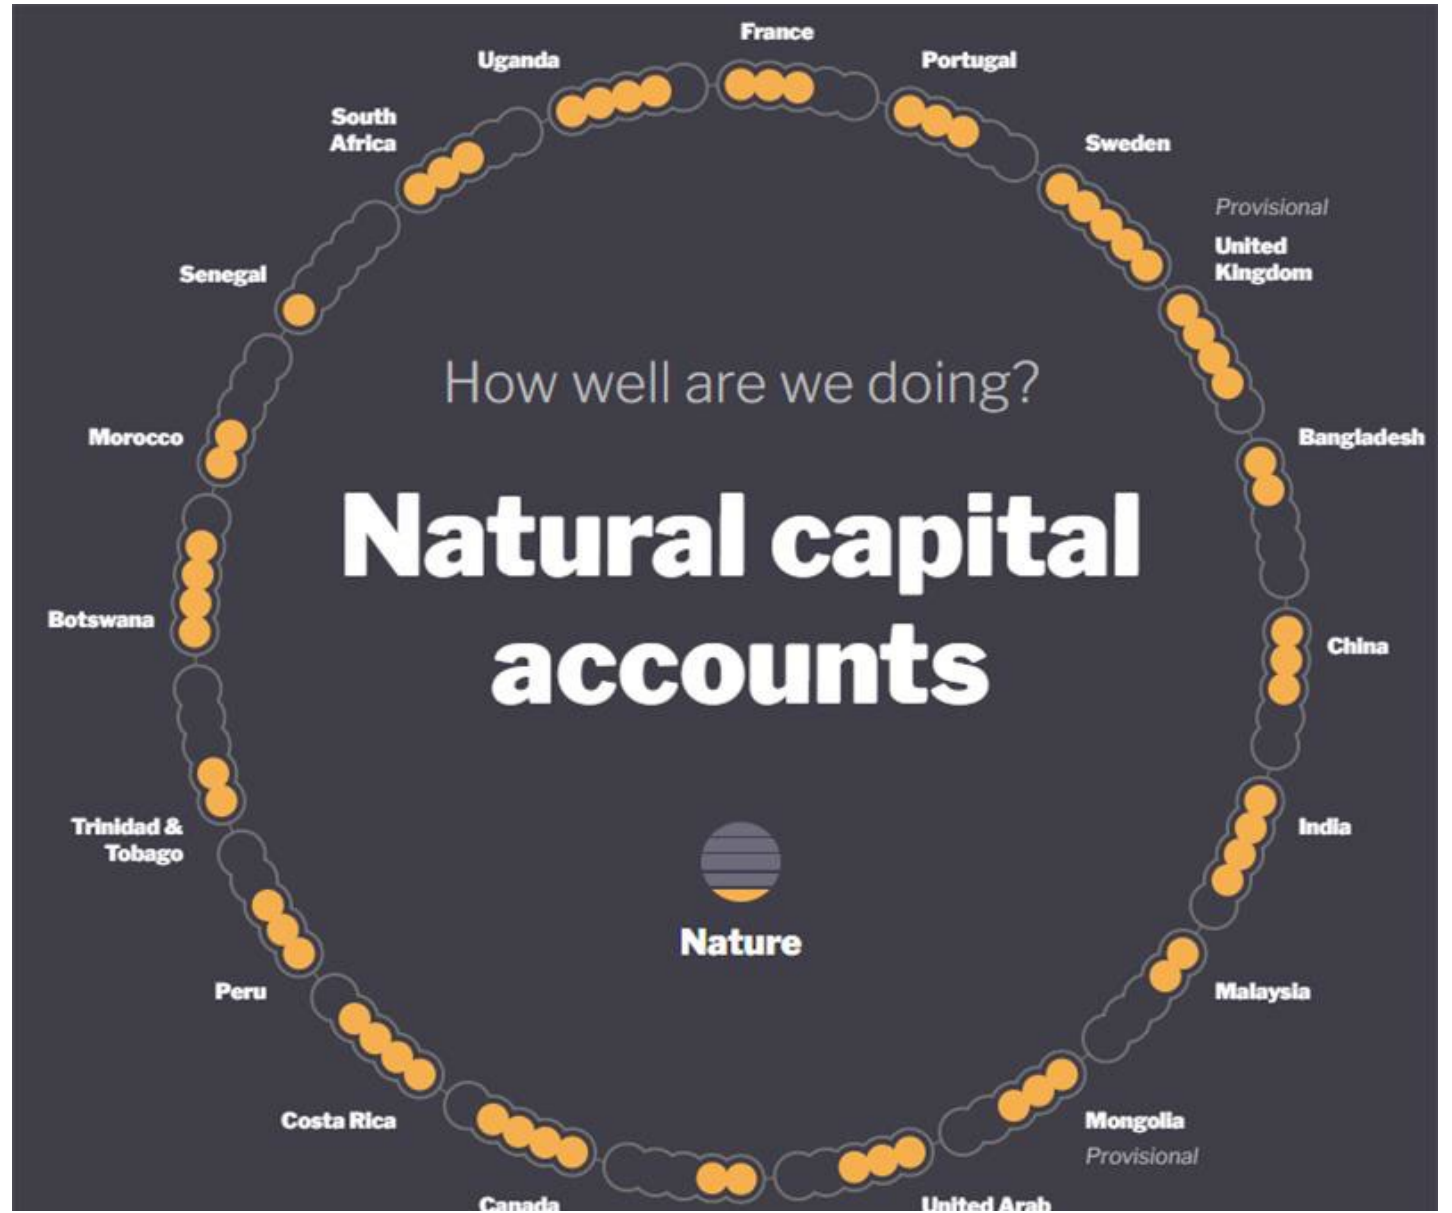 France
Uganda
Portugal
South
Africa
Sweden
Provisional
United
Kingdom
Senegal
How well are we doing?
Morocco
Bangladesh
Natural capital
accounts
Botswana
China
Trinidad &
Tobago
India
Nature
Peru
Malaysia
Costa Rica
Mongolia
Provisional
Canada
United Arab